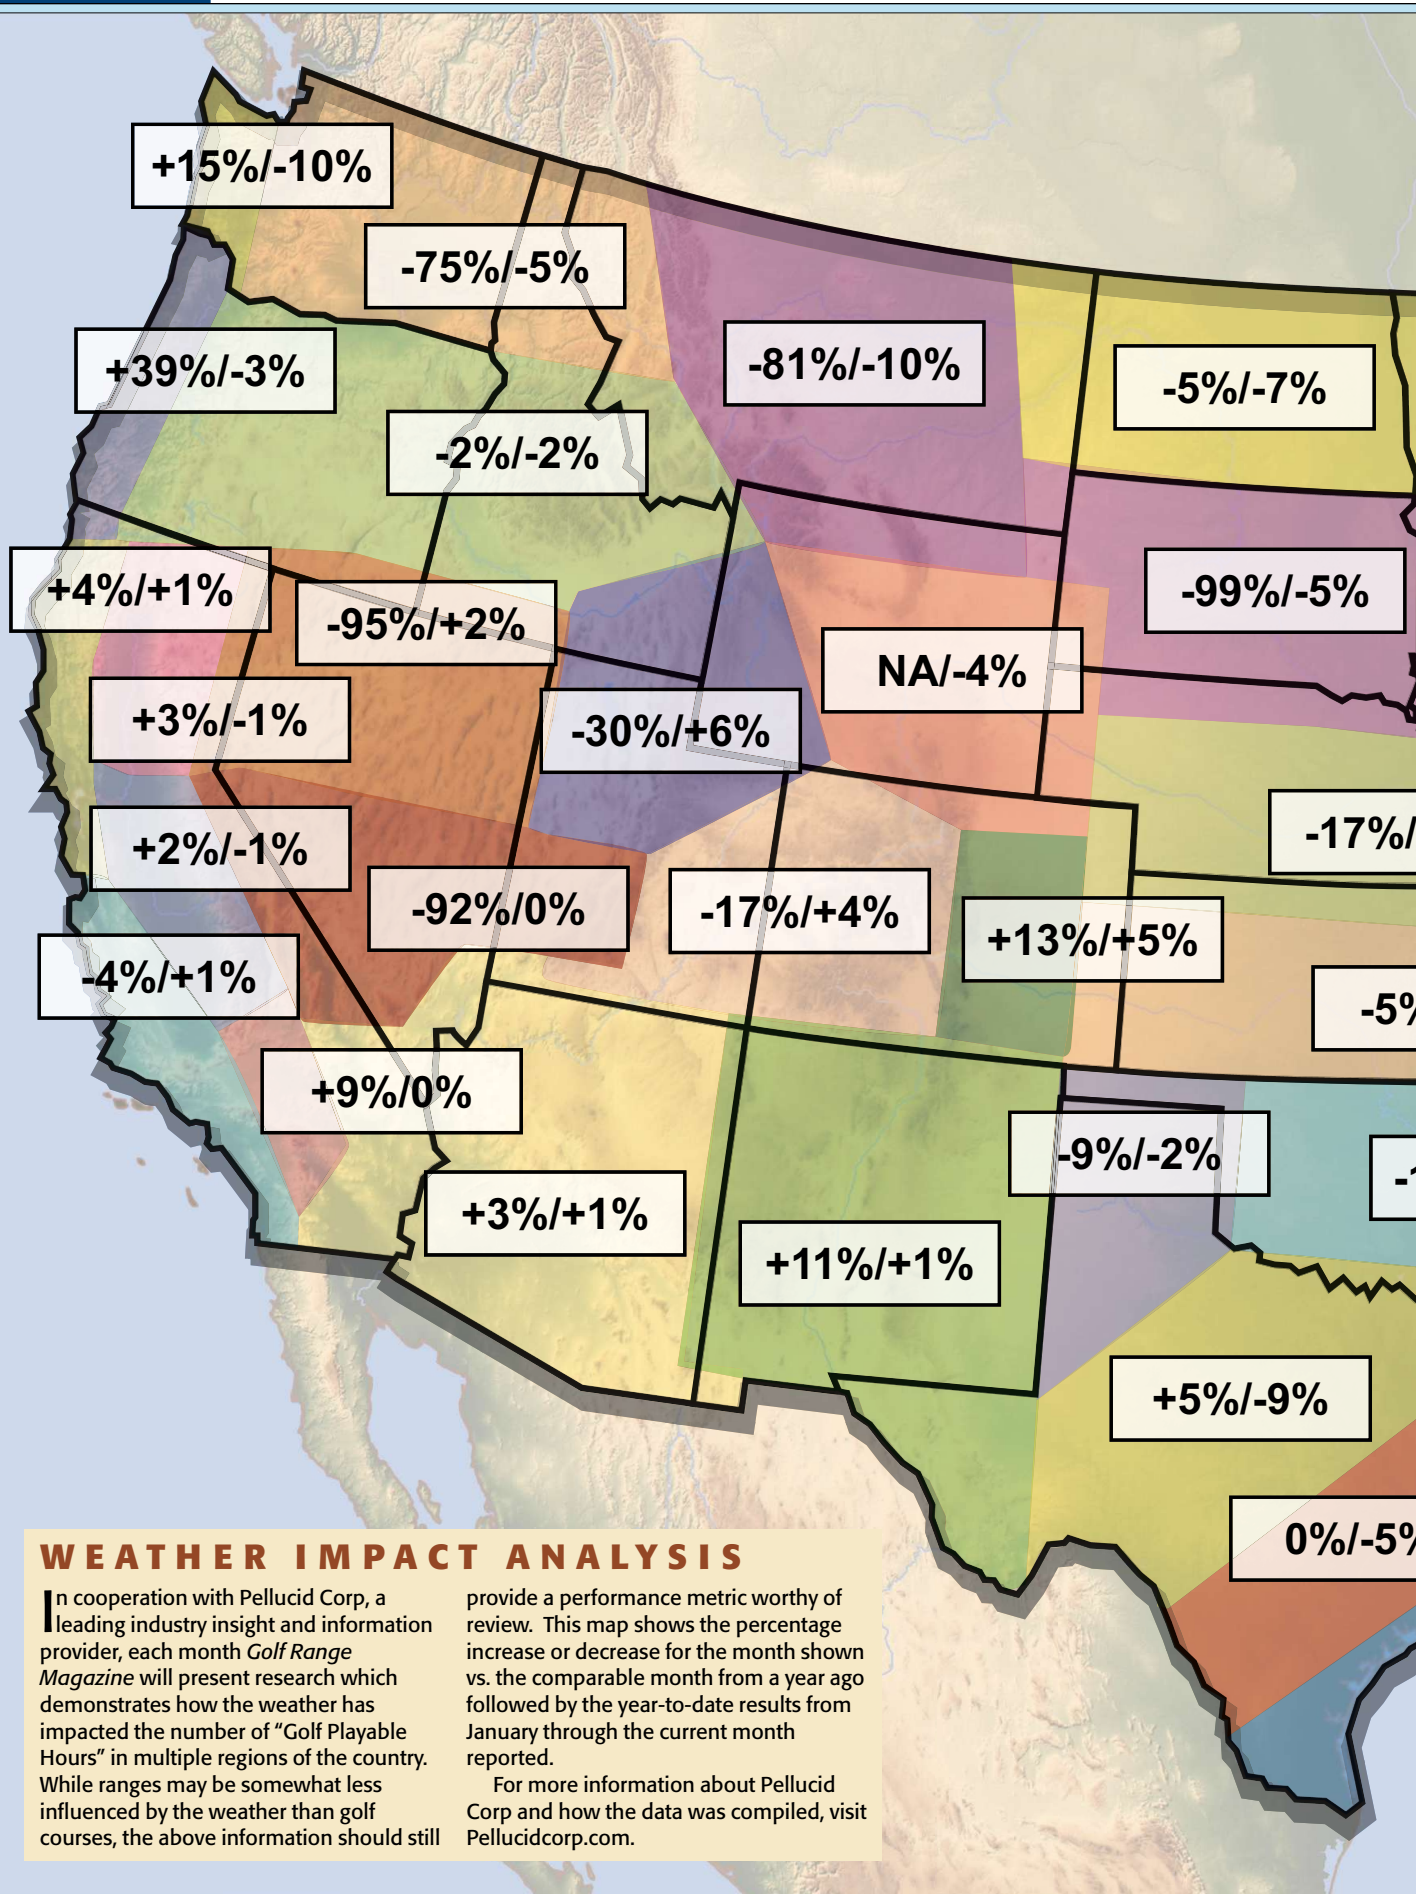 +15%/-10%
-75%/-5%
+39%/-3%
-81%/-10%
-5%/-7%
-2%/-2%
+4%/+1%
-95%/+2%
-99%/-5%
NA/-4%
+3%/-1%
-30%/+6%
+2%/-1%
-17%/
-92%/0%
-17%/+4%
+13%/+5%
-4%/+1%
-5%
+9%/0%
-9%/-2%
-1
+3%/+1%
+11%/+1%
+5%/-9%
0%/-5%
WEATHER IMPACT ANALYSIS
In cooperation with Pellucid Corp, a
leading industry insight and information
provider, each month Golf Range
Magazine will present research which
demonstrates how the weather has
impacted the number of “Golf Playable
Hours” in multiple regions of the country.
While ranges may be somewhat less
influenced by the weather than golf
courses, the above information should still
provide a performance metric worthy of
review. This map shows the percentage
increase or decrease for the month shown
vs. the comparable month from a year ago
followed by the year-to-date results from
January through the current month
reported.
For more information about Pellucid
Corp and how the data was compiled, visit
Pellucidcorp.com.